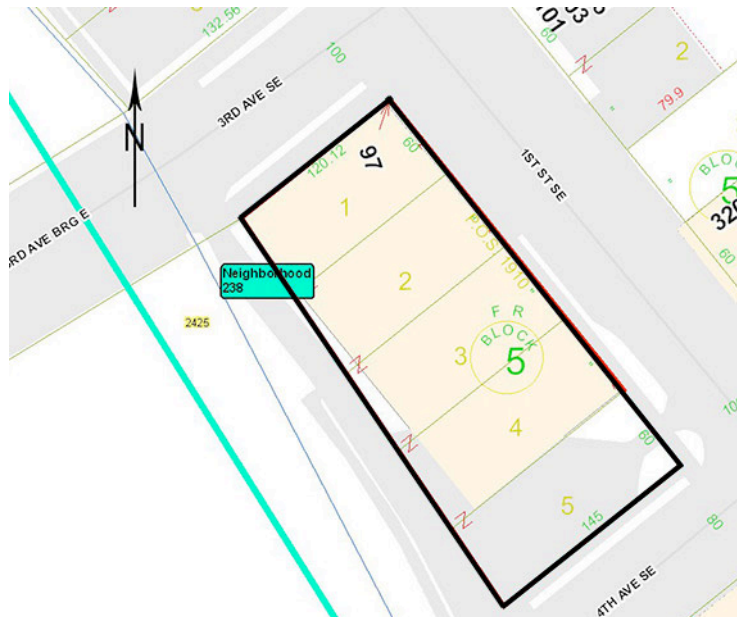 132.56
100
60
101
2
79.9
N
3RD AVE SE
120.12
60
97
1ST ST SE
BLOCK
5
320
60
RD AVE BRG E
1
P.O.S. 1910
Neighborhood
238
2
2425
F R
BLOCK
5
3
Z
4
Z
60
5
Z
145
80
4TH AVE SE